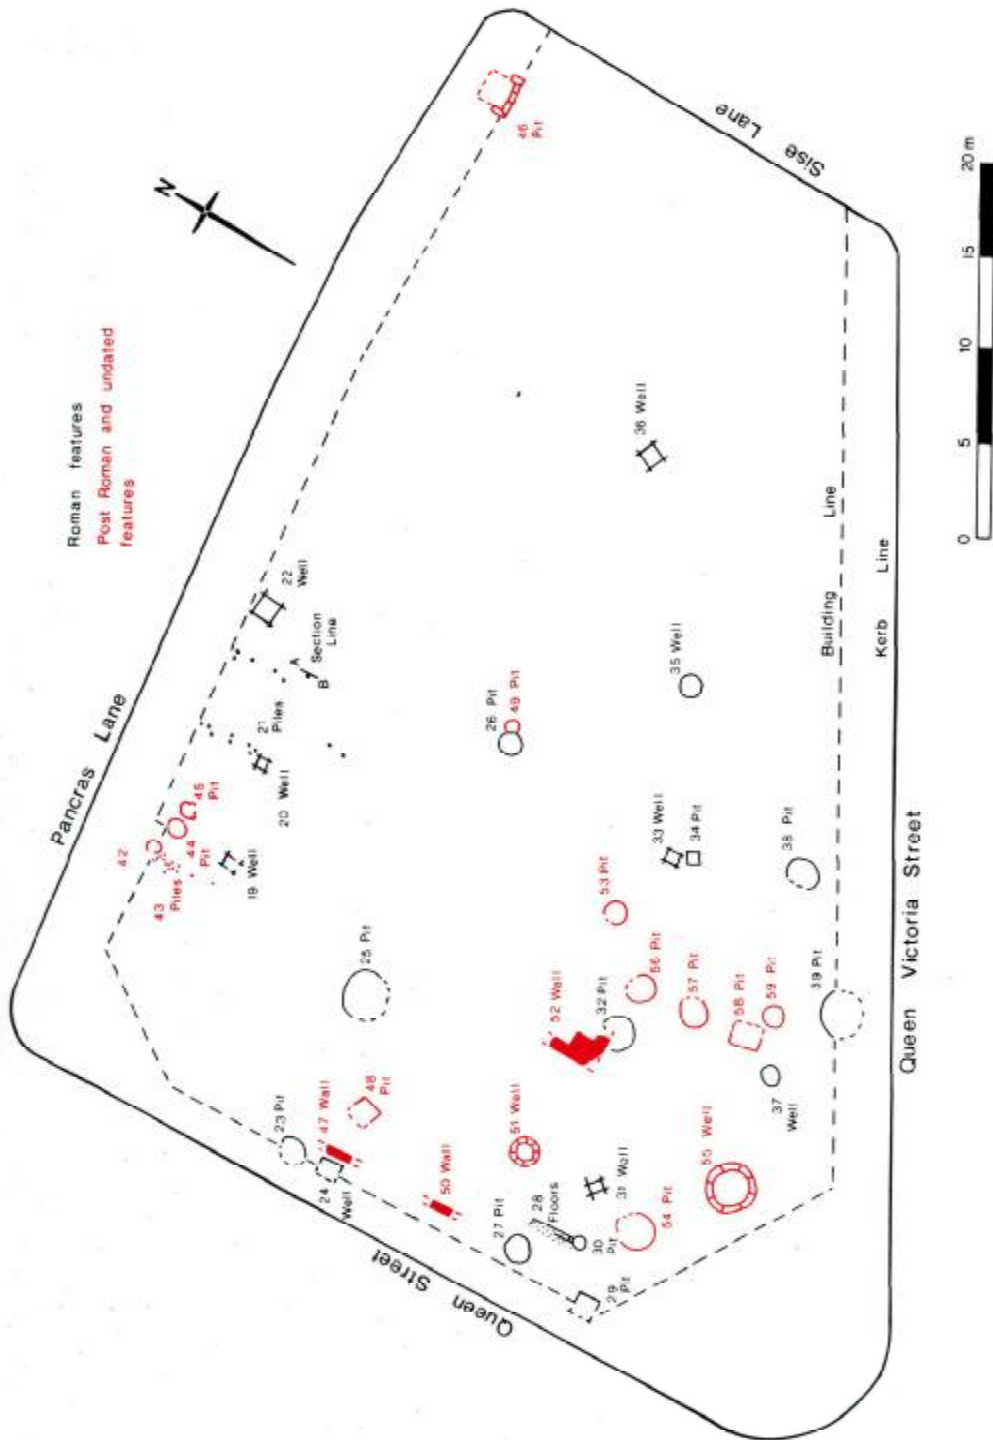 Roman features
Post Roman and undated
features
N
Pancras Lane
Sise Lane
Queen Street
Queen Victoria Street
Building Line
Kerb Line
0 5 10 15 20 m
46
Pit
22
Well
A
B
Section
Line
21
Piles
20 Well
45
Pit
44
Pit
42
43
Piles
19 Well
25 Pit
26 Pit
49 Pit
36 Well
35 Well
33 Well
34 Pit
38 Pit
53 Pit
56 Pit
57 Pit
58 Pit
59 Pit
39 Pit
52 Wall
32 Pit
37
Well
23 Pit
47 Wall
48
Pit
24
Well
50 Wall
51 Well
27 Pit
28
Floors
31 Well
30
Pit
29
Pit
54 Pit
55 Well